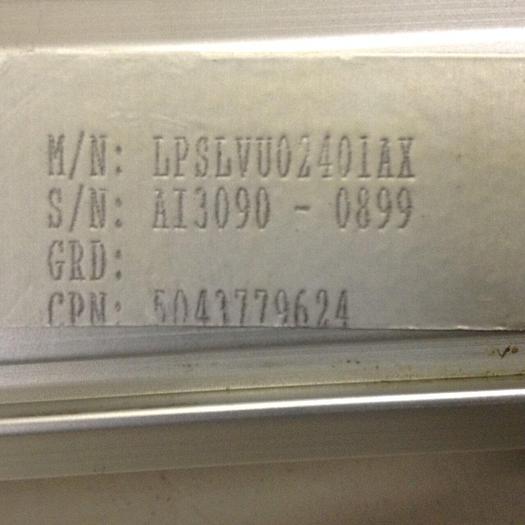 M/N: LPSLVU02401AX
S/N: AI3090 - 0899
GRD:
CPN: 5043779624